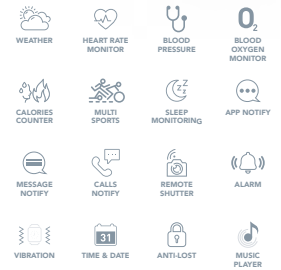 O2
WEATHER
HEART RATE
MONITOR
BLOOD
PRESSURE
BLOOD
OXYGEN
MONITOR
zzz
CALORIES
COUNTER
MULTI
SPORTS
SLEEP
MONITORING
APP NOTIFY
MESSAGE
NOTIFY
CALLS
NOTIFY
REMOTE
SHUTTER
ALARM
31
VIBRATION
TIME & DATE
ANTI-LOST
MUSIC
PLAYER